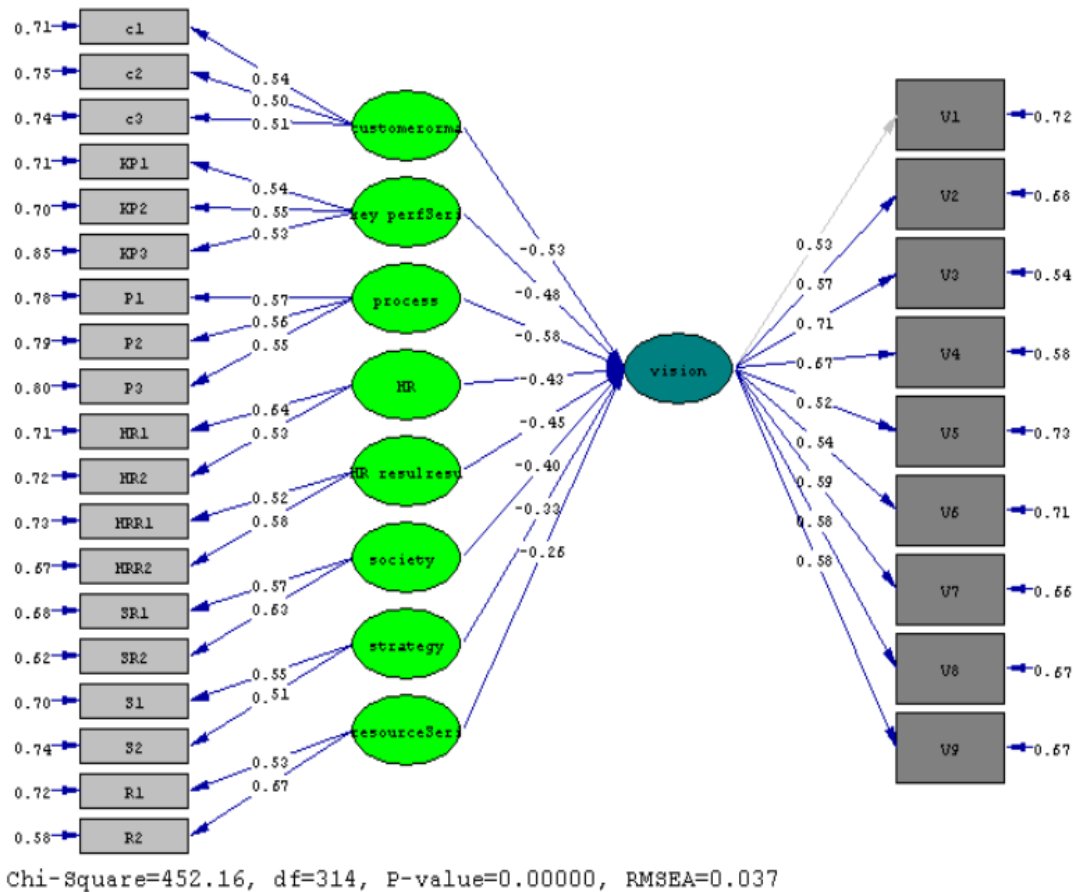 0.71 c1
0.75 c2
0.74 c3
0.71 KP1
0.70 KP2
0.85 KP3
0.78 P1
0.79 P2
0.80 P3
0.71 HR1
0.72 HR2
0.73 HRR1
0.67 HRR2
0.68 SR1
0.62 SR2
0.70 S1
0.74 S2
0.72 R1
0.58 R2
0.54
0.50
0.51
0.54
0.55
0.53
0.57
0.56
0.55
0.64
0.53
0.52
0.58
0.57
0.63
0.55
0.51
0.53
0.67
customerorma
key perfSeri
process
HR
HR resulresu
society
strategy
resourceSeri
-0.53
-0.48
-0.58
-0.43
-0.45
-0.40
-0.33
-0.26
vision
0.53
0.57
0.71
0.67
0.52
0.54
0.59
0.58
0.58
V1 0.72
V2 0.68
V3 0.54
V4 0.58
V5 0.73
V6 0.71
V7 0.66
V8 0.67
V9 0.67
Chi-Square=452.16, df=314, P-value=0.00000, RMSEA=0.037